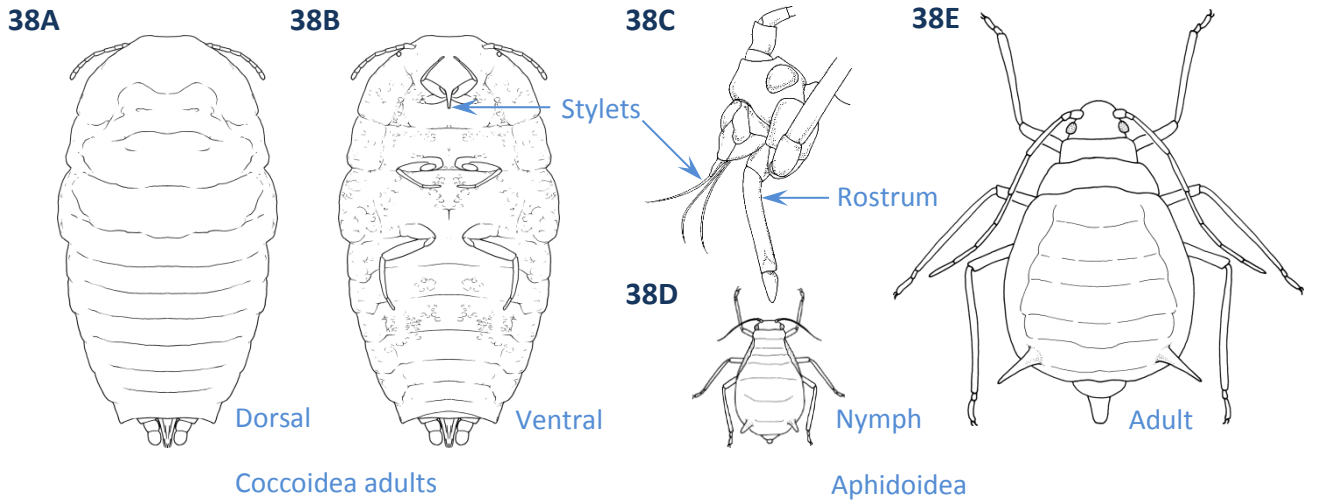 38A
38B
38C
38E
Stylets
Rostrum
38D
Dorsal
Ventral
Nymph
Adult
Coccoidea adults
Aphidoidea